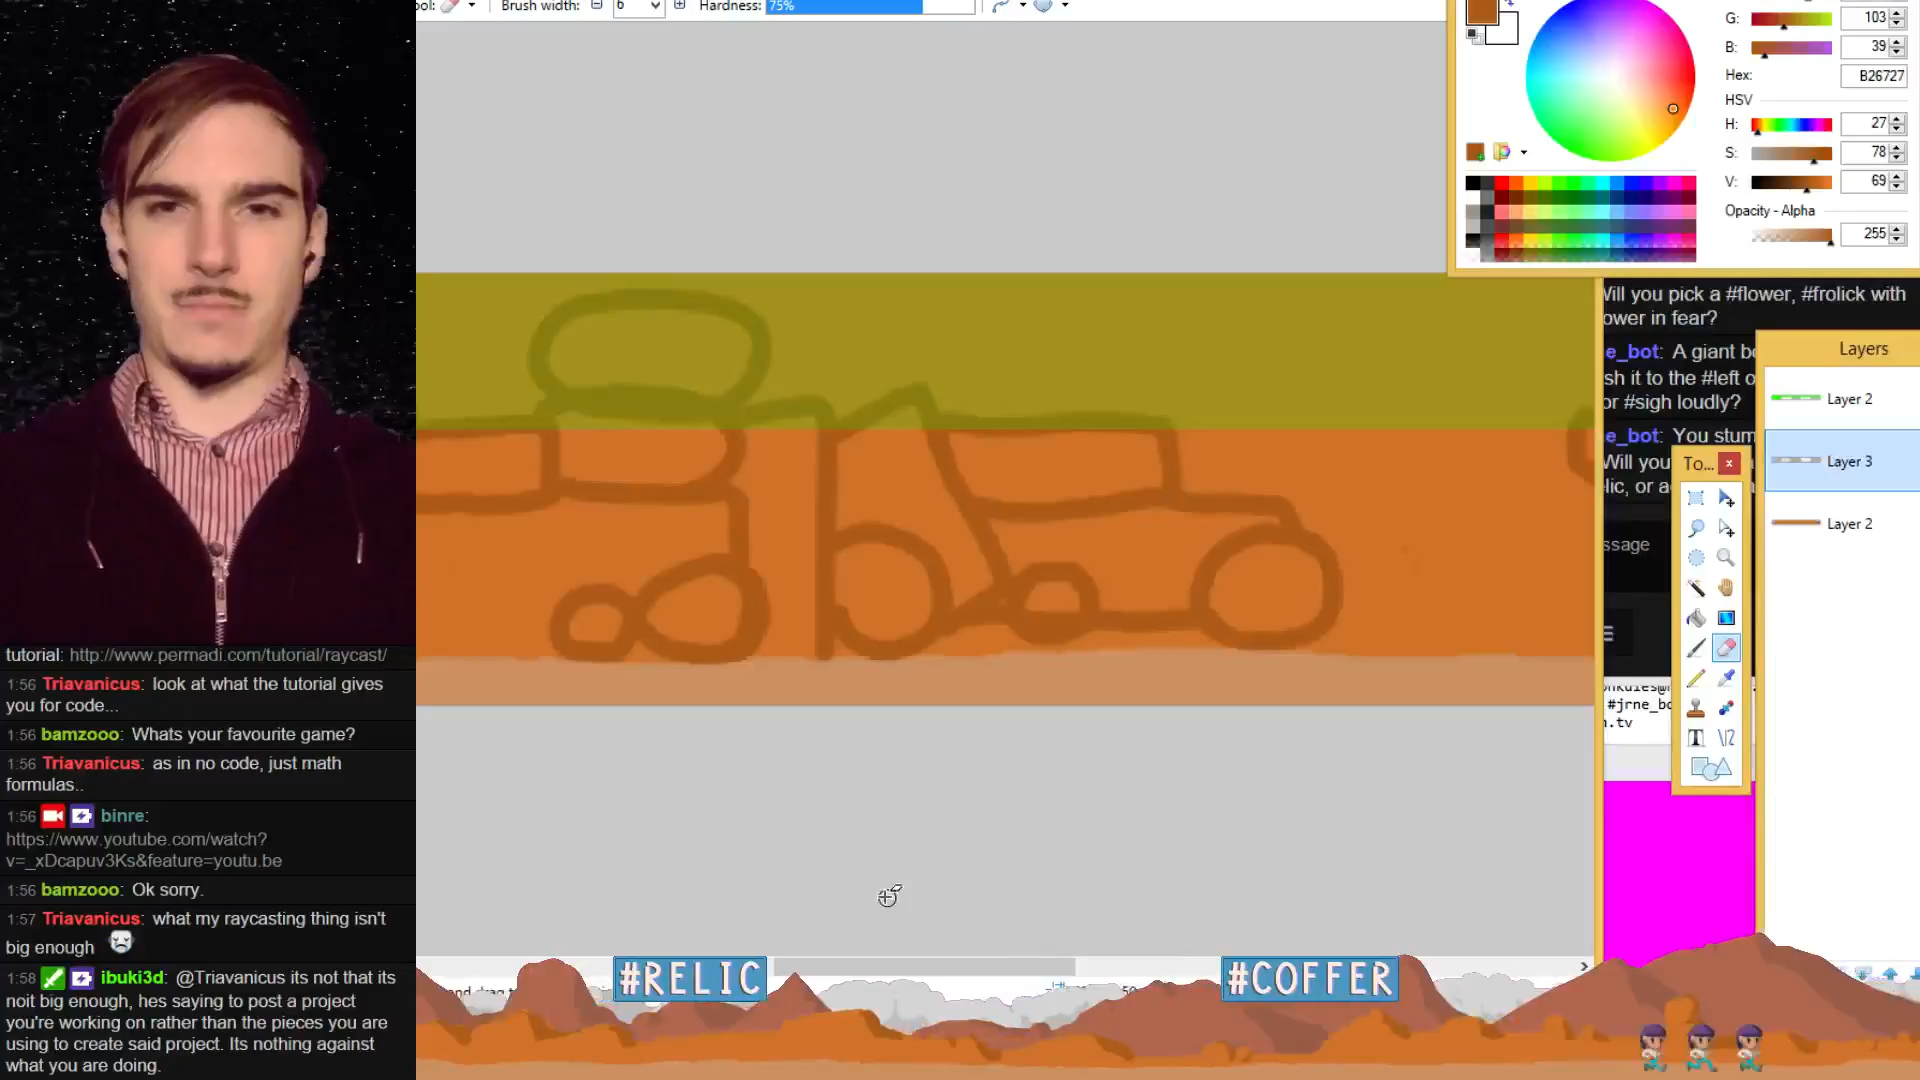 ool:
Brush width:
6
Hardness:
75%
G:
103
B:
39
Hex:
B26727
HSV
H:
27
S:
78
V:
69
Opacity - Alpha
255
Will you pick a #flower, #frolick with
ower in fear?
e_bot: A giant bo
sh it to the #left o
or #sigh loudly?
e_bot: You stum
Will you
elic, or a
ssage
#jrne_bo
n.tv
Layers
Layer 2
Layer 3
Layer 2
To...
tutorial: http://www.permadi.com/tutorial/raycast/
1:56 Triavanicus: look at what the tutorial gives
you for code...
1:56 bamzooo: Whats your favourite game?
1:56 Triavanicus: as in no code, just math
formulas..
1:56 binre:
https://www.youtube.com/watch?
v=_xDcapuv3Ks&feature=youtu.be
1:56 bamzooo: Ok sorry.
1:57 Triavanicus: what my raycasting thing isn't
big enough
1:58 ibuki3d: @Triavanicus its not that its
noit big enough, hes saying to post a project
you're working on rather than the pieces you are
using to create said project. Its nothing against
what you are doing.
#RELIC
#COFFER